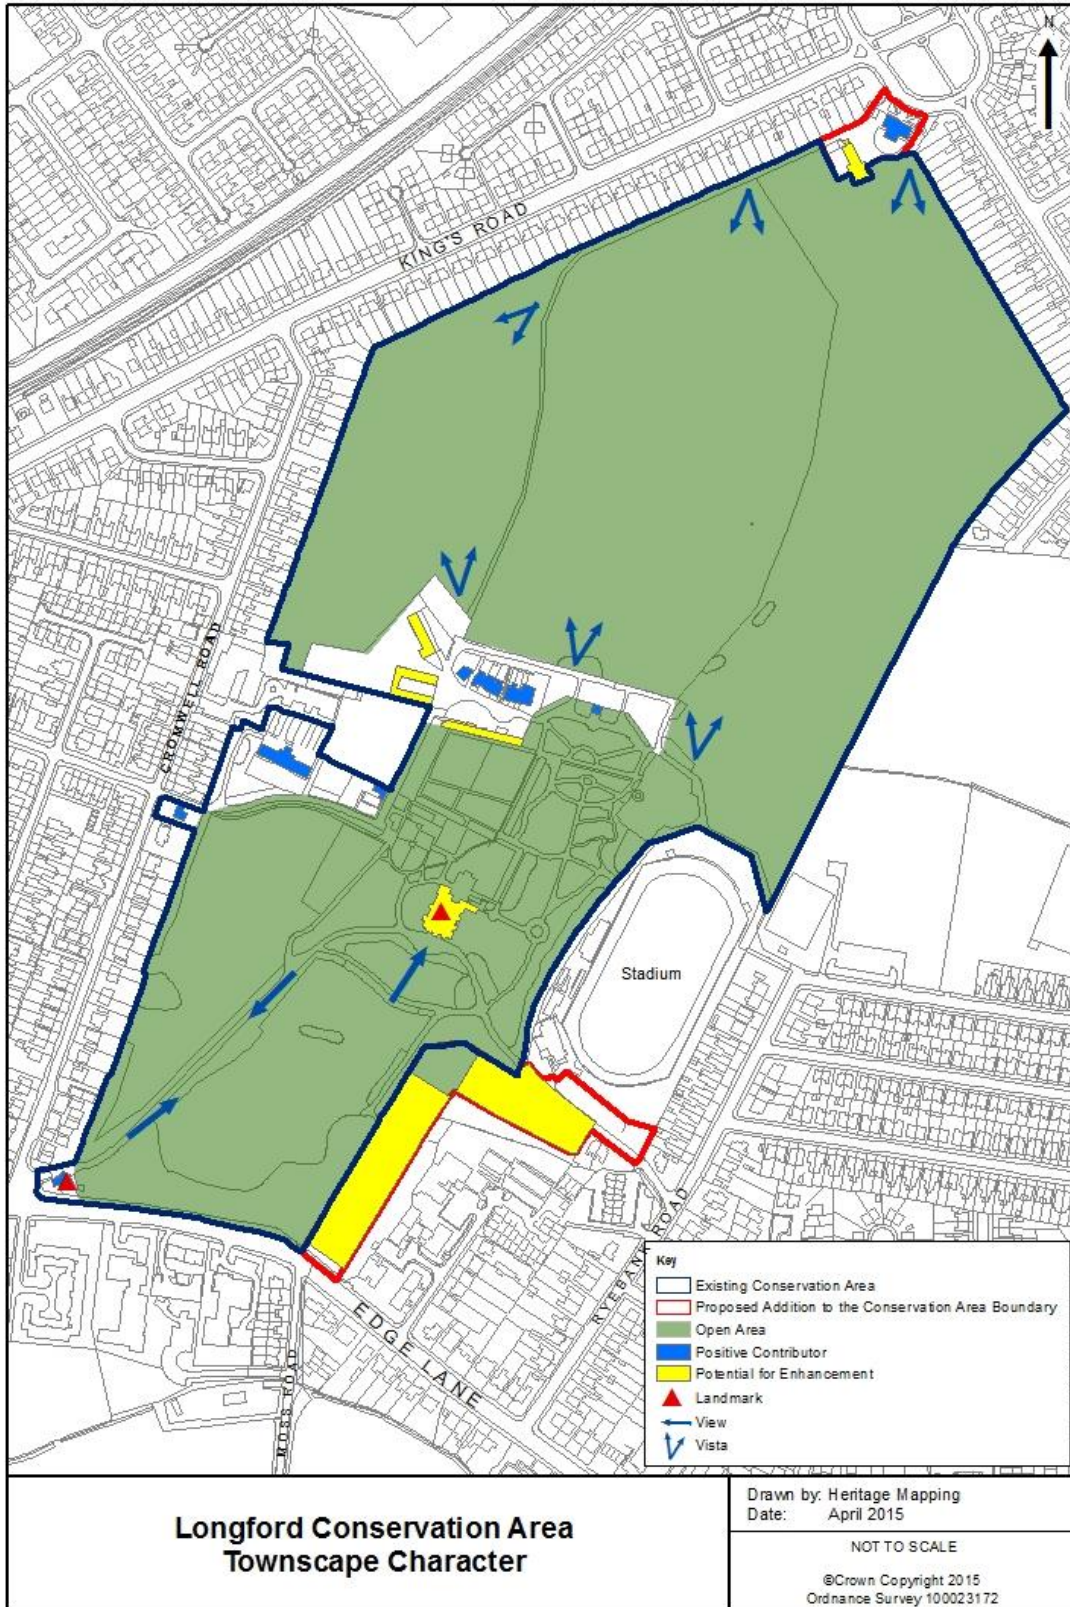 N
KING'S ROAD
CROMWELL ROAD
Stadium
RYEBANK ROAD
EDGE LANE
MOSS ROAD
Key
Existing Conservation Area
Proposed Addition to the Conservation Area Boundary
Open Area
Positive Contributor
Potential for Enhancement
Landmark
View
Vista
Longford Conservation Area
Townscape Character
Drawn by: Heritage Mapping
Date: April 2015
NOT TO SCALE
©Crown Copyright 2015
Ordnance Survey 100023172